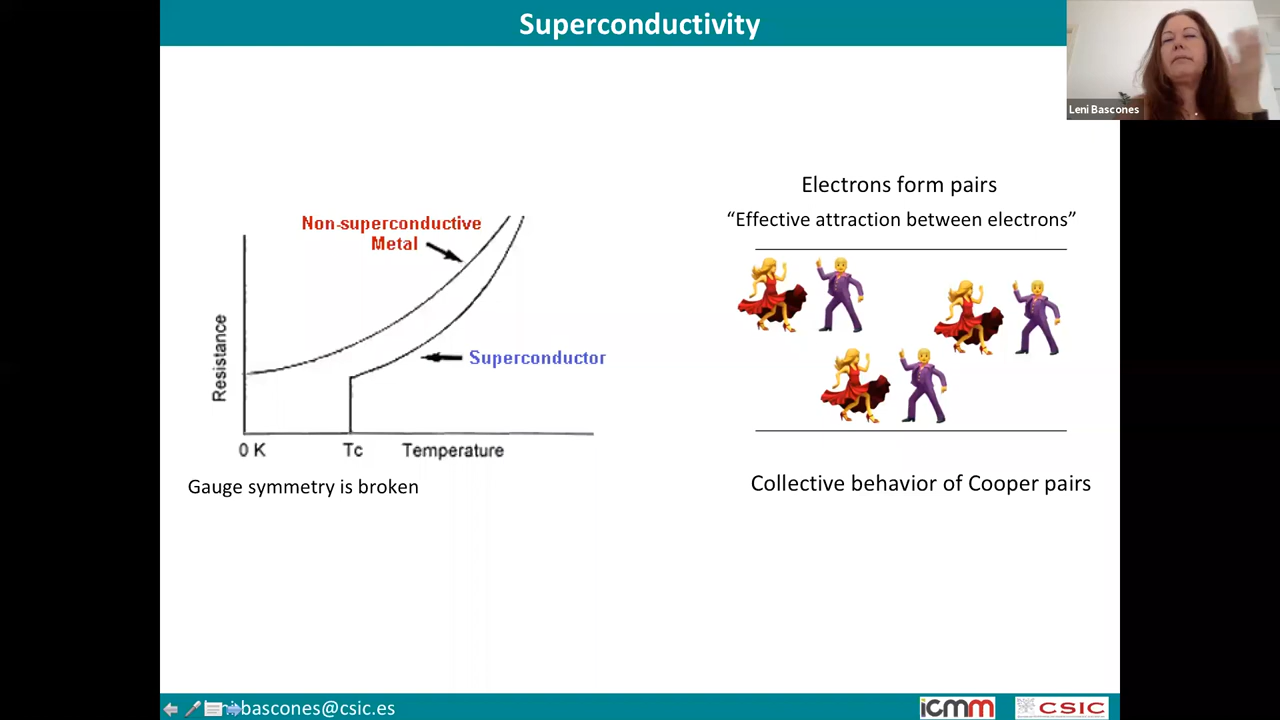 Superconductivity
Leni Bascones
Electrons form pairs
“Effective attraction between electrons”
Non-superconductive
Metal
Superconductor
Resistance
0 K
Tc
Temperature
Gauge symmetry is broken
Collective behavior of Cooper pairs
bascones@csic.es
icmm
CSIC